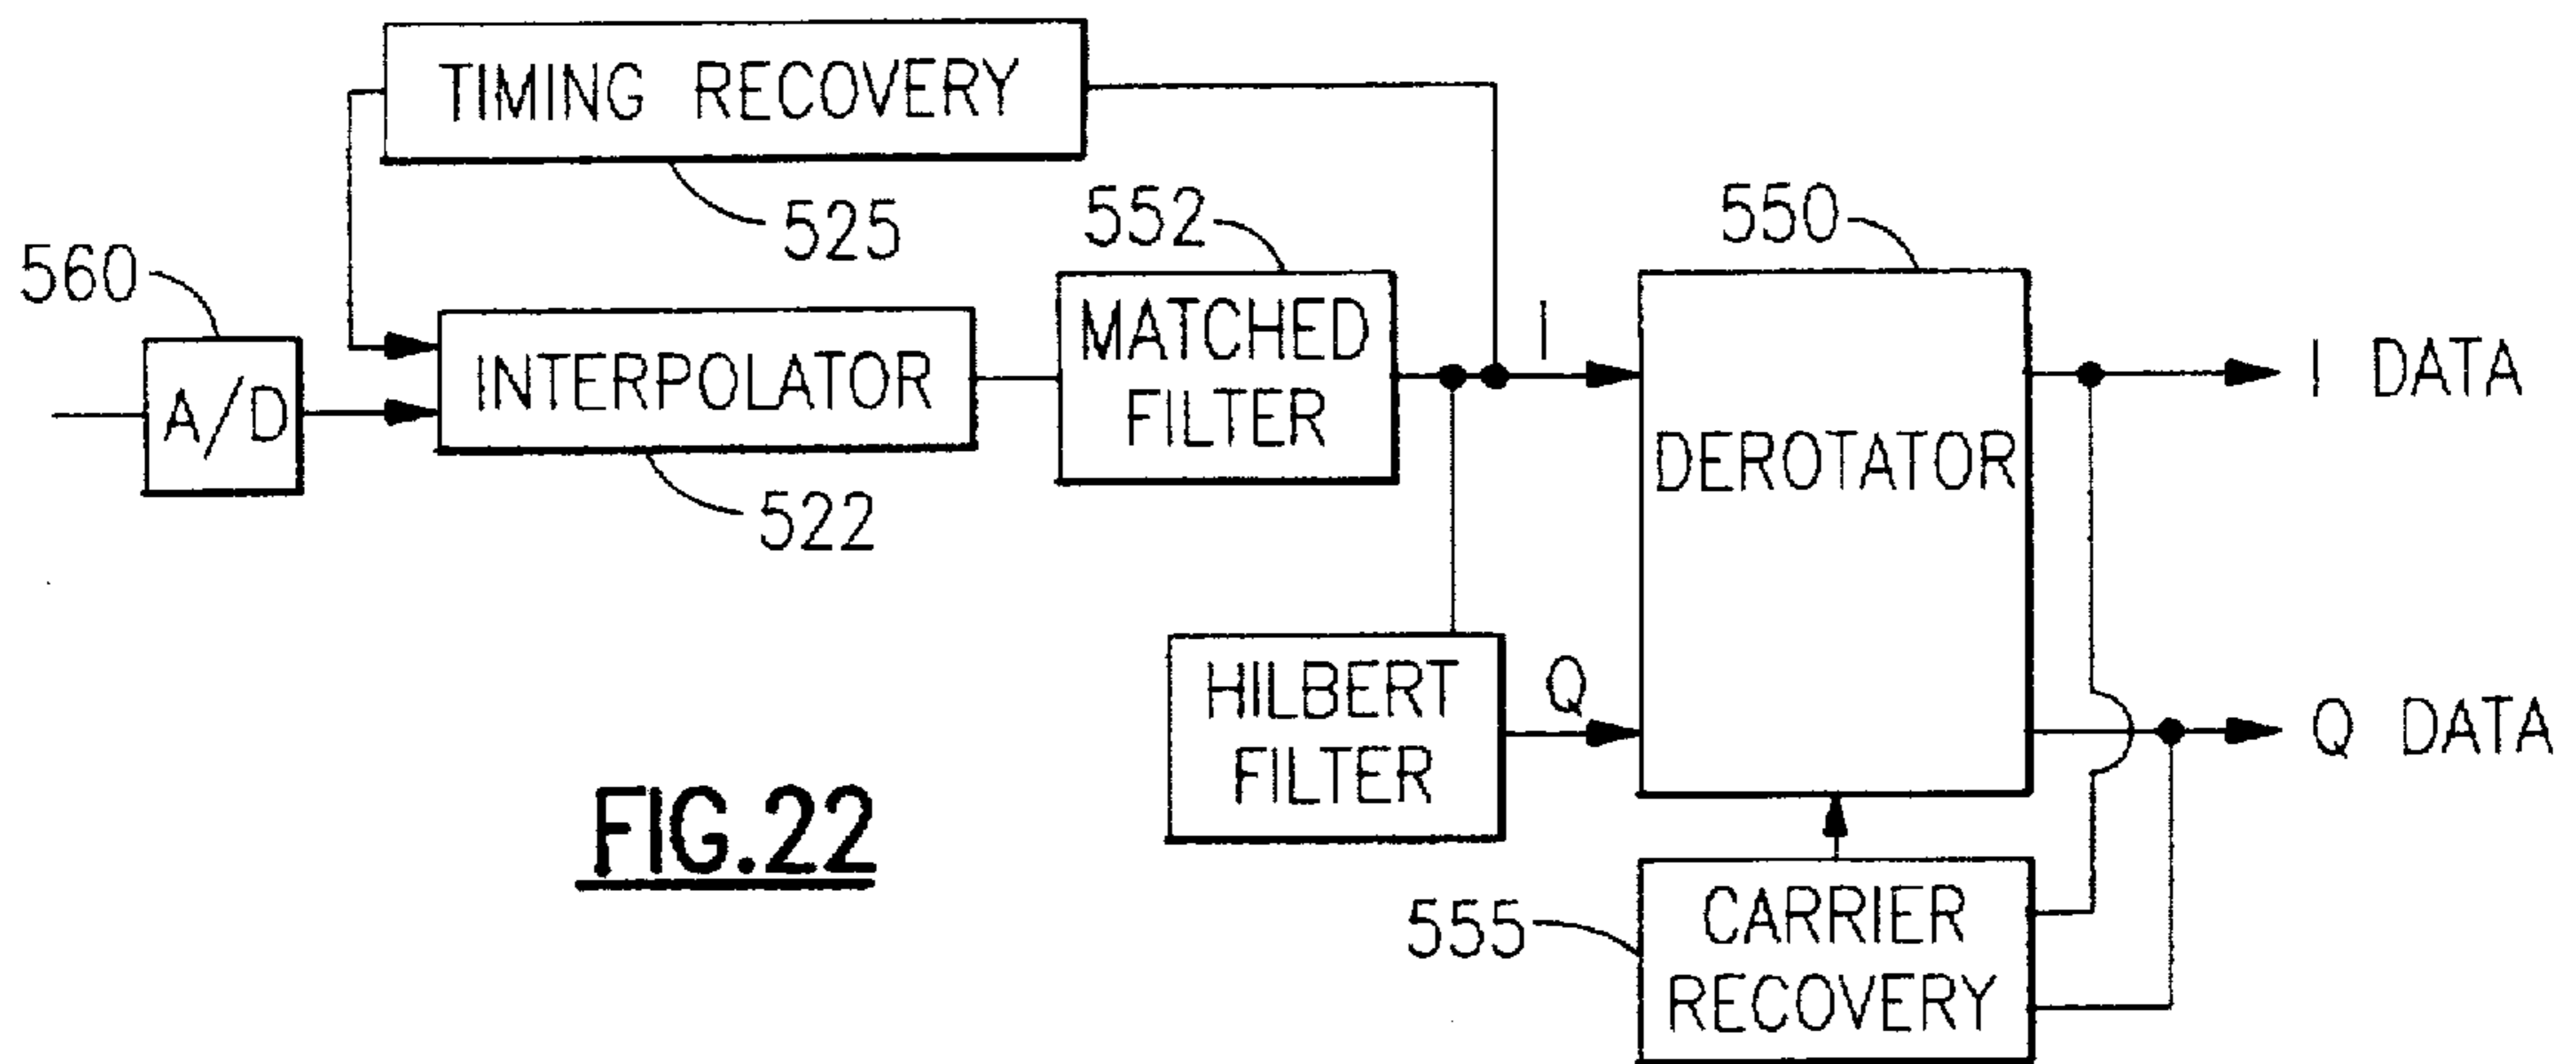 TIMING RECOVERY
525
552
550
560
A/D
INTERPOLATOR
522
MATCHED
FILTER
I
DEROTATOR
I DATA
HILBERT
FILTER
Q
Q DATA
555
CARRIER
RECOVERY
FIG.22